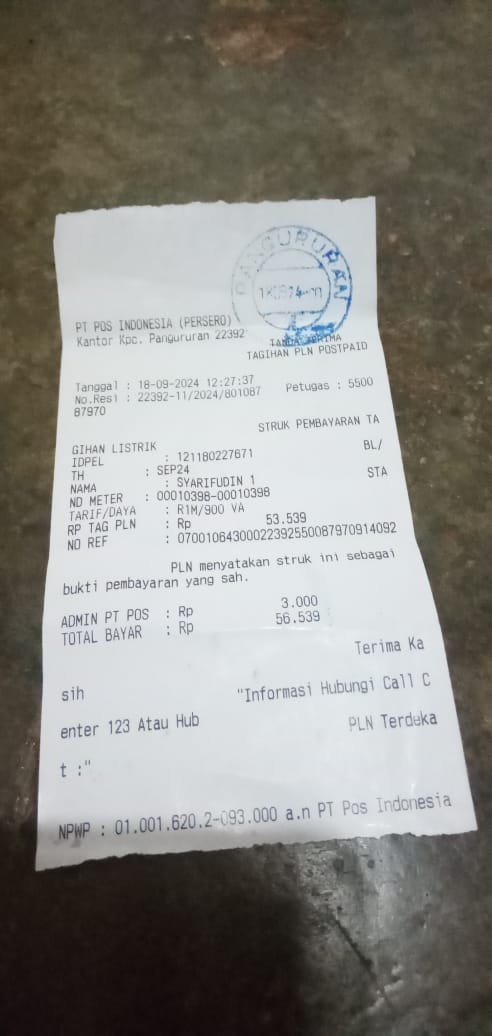 PANGURURAN
PT POS INDONESIA (PERSERO)
Kantor Kpc. Pangururan 22392
TANDA TERIMA
TAGIHAN PLN POSTPAID
Tanggal : 18-09-2024 12:27:37 Petugas : 5500
No.Resi : 22392-11/2024/801087
87970
STRUK PEMBAYARAN TA
GIHAN LISTRIK
IDPEL : 121180227671 BL/
TH : SEP24
NAMA : SYARIFUDIN 1 STA
ND METER : 00010398-00010398
TARIF/DAYA : R1M/900 VA
RP TAG PLN : Rp 53.539
NO REF : 07001064300022392550087970914092
PLN menyatakan struk ini sebagai
bukti pembayaran yang sah.
ADMIN PT POS : Rp 3.000
TOTAL BAYAR : Rp 56.539
Terima Ka
sih "Informasi Hubungi Call C
enter 123 Atau Hub PLN Terdeka
t :"
NPWP : 01.001.620.2-093.000 a.n PT Pos Indonesia